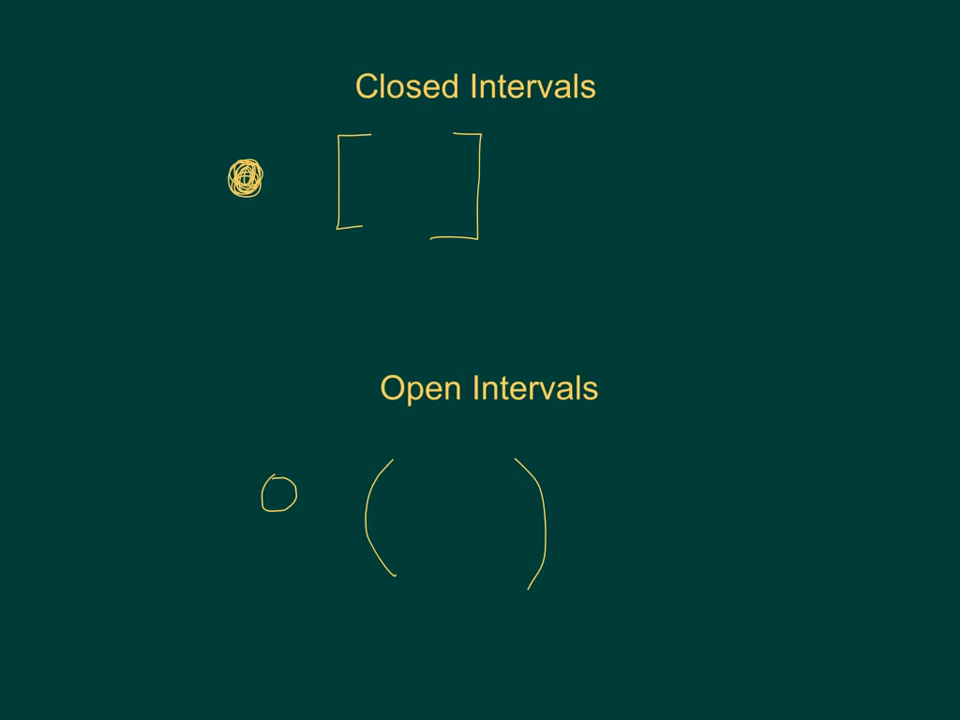 Closed Intervals
[ ]
Open Intervals
( )